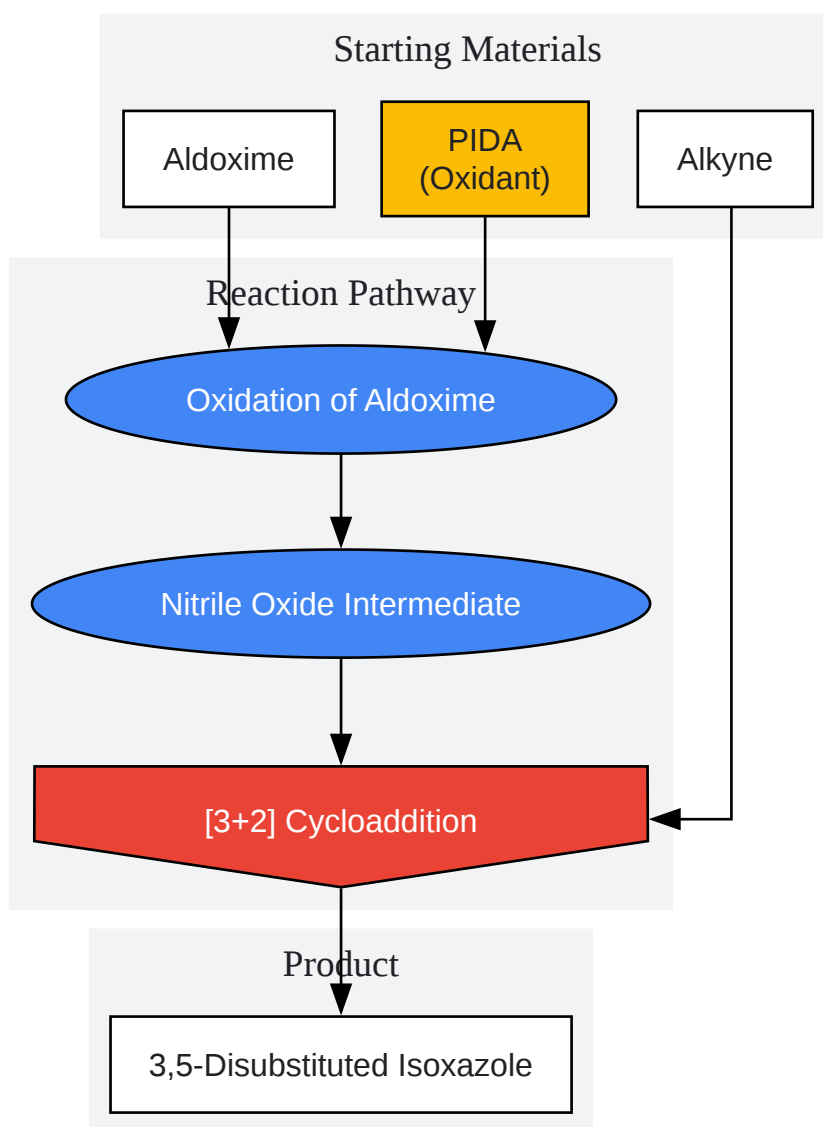 Starting Materials
Aldoxime
PIDA
(Oxidant)
Alkyne
Reaction Pathway
Oxidation of Aldoxime
Nitrile Oxide Intermediate
[3+2] Cycloaddition
Product
3,5-Disubstituted Isoxazole